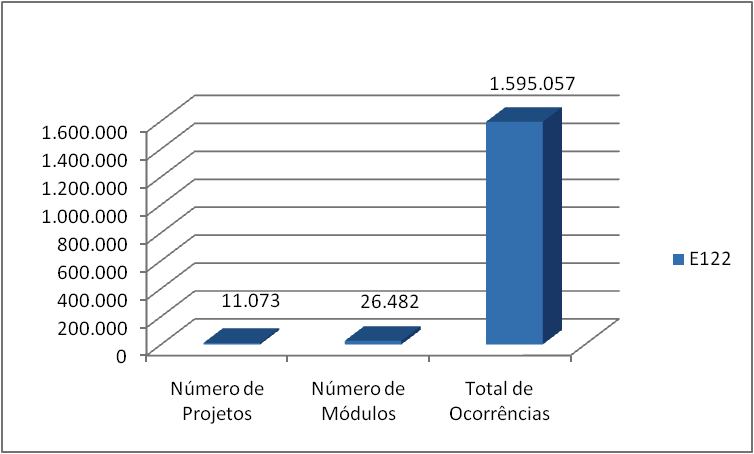 1.595.057
1.600.000
1.400.000
1.200.000
1.000.000
800.000
600.000
400.000
200.000
0
11.073
26.482
E122
Número de
Projetos
Número de
Módulos
Total de
Ocorrências